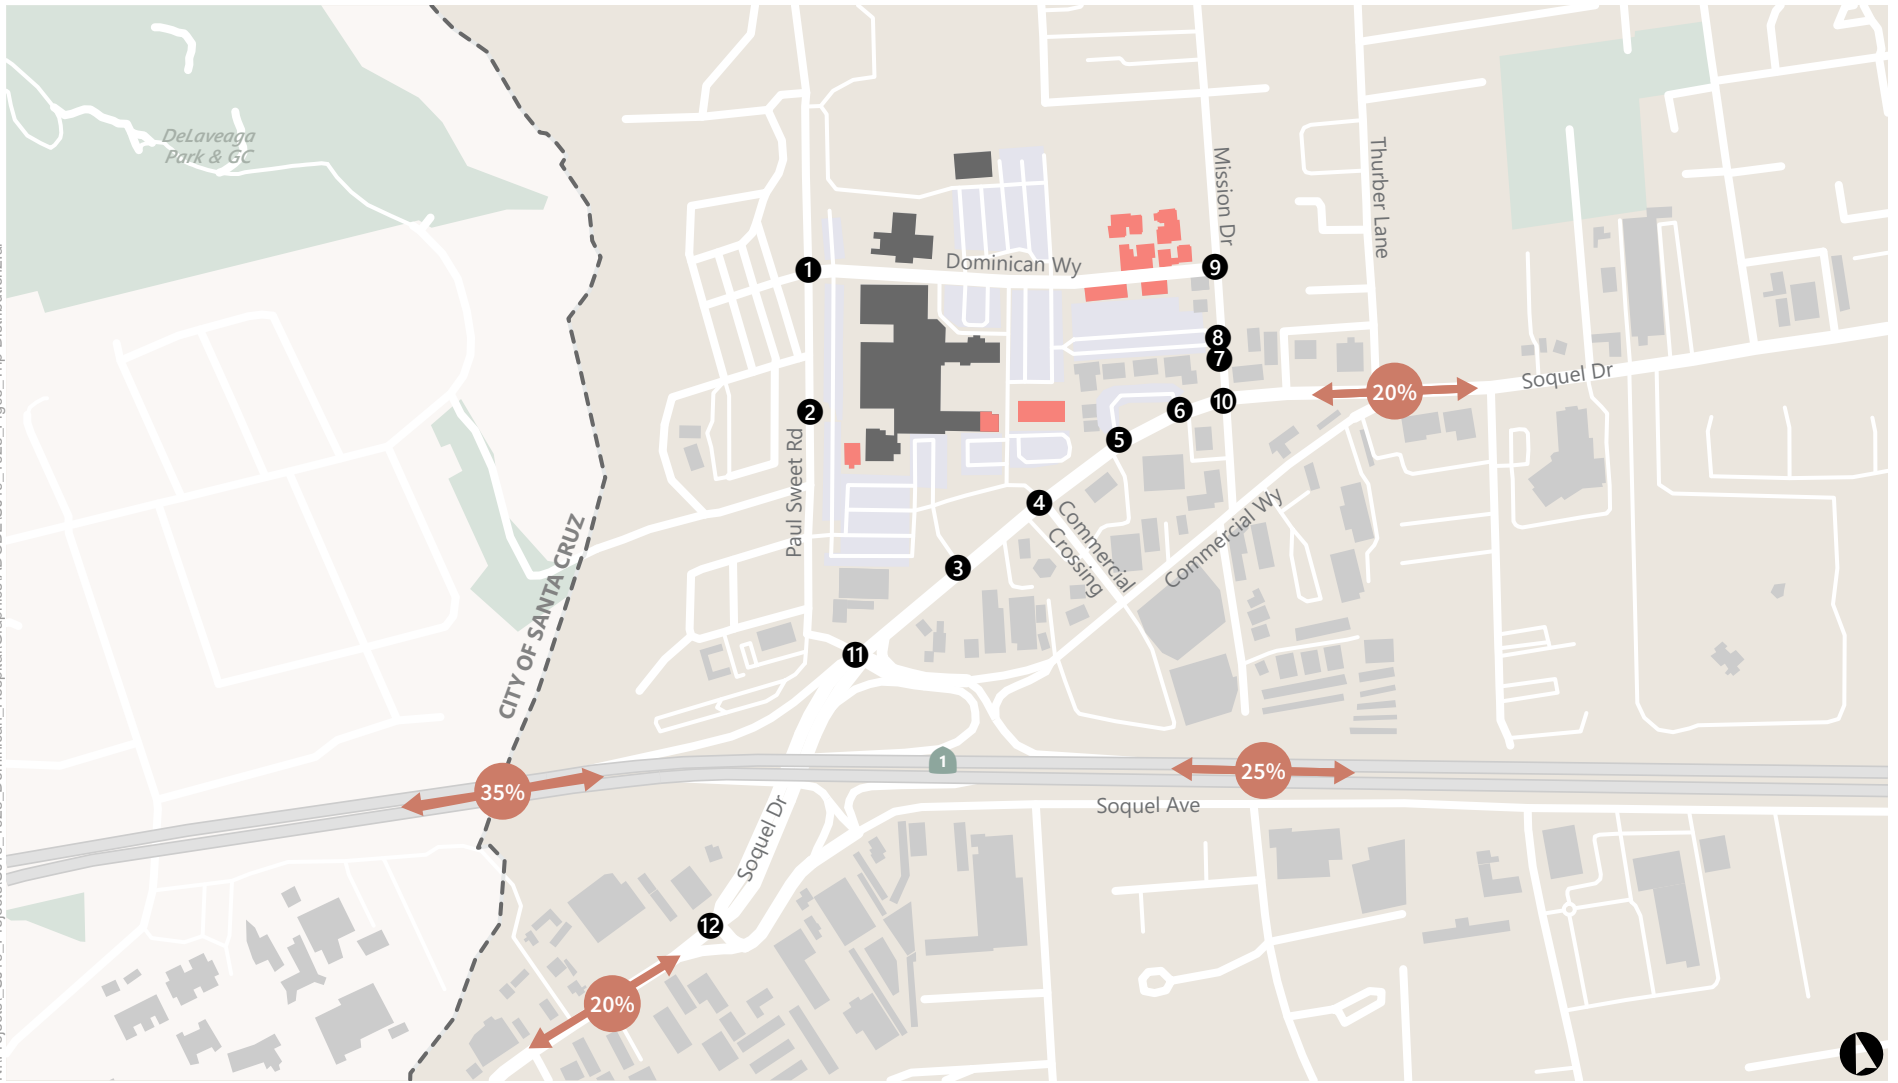 DeLaveaga
Park & GC
Mission Dr
Thurber Lane
1
Dominican Wy
9
8
7
Soquel Dr
20%
10
6
2
5
Paul Sweet Rd
4
Commercial
Crossing
Commercial Wy
CITY OF SANTA CRUZ
3
11
1
25%
35%
Soquel Ave
Soquel Dr
12
20%